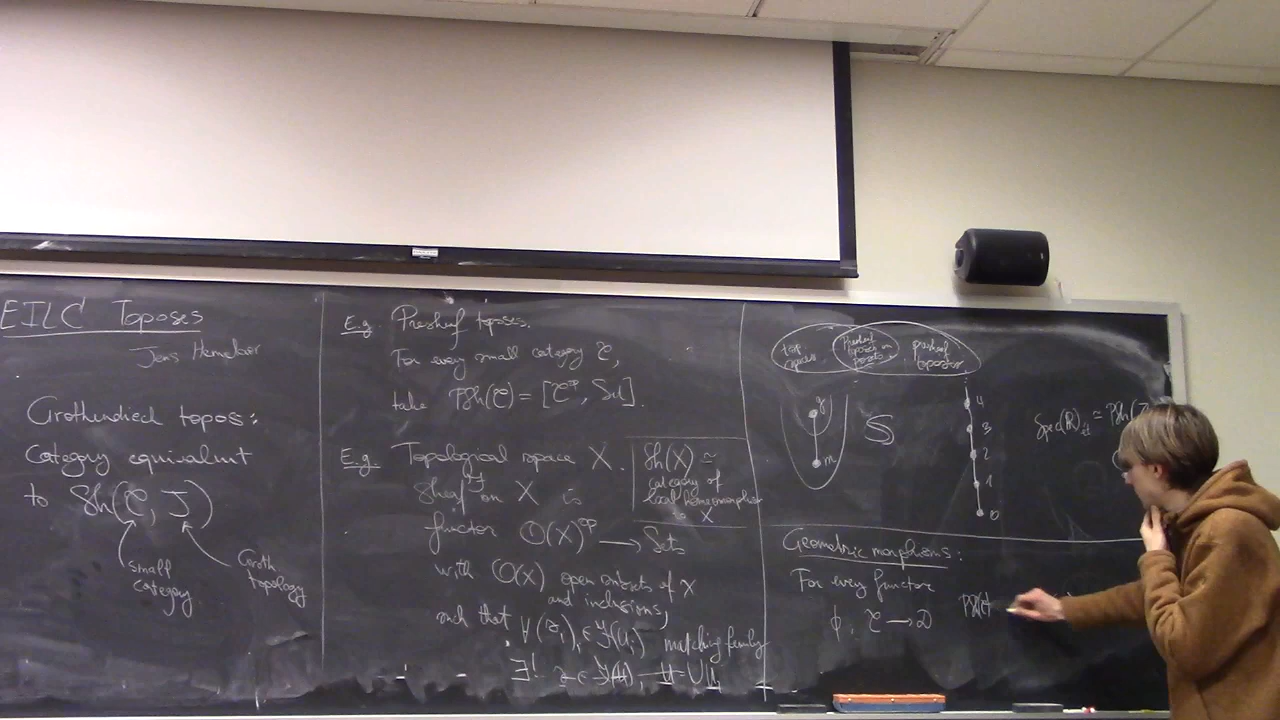 EILC Toposes
Jens Hemelaer
Grothendieck topos:
Category equivalent
to Sh(C, J)
small
category
Groth
topology
E.g. Presheaf toposes.
For every small category C,
take PSh(C) = [C^op, Set].
E.g. Topological space X.
Sheaf on X is
functor O(X)^op → Sets
with O(X) open subsets of X
and inclusions,
such that
∀(s_i)_i ∈ F(U_i) matching family
∃!
Sh(X) ≃
category of
local homeomorphisms
to X
top.
spaces
Presheaf
toposes on
posets
presheaf
toposes
g
m
S
4
3
2
1
0
Spec(R)_ét ≃ PSh(
Geometric morphisms:
For every functor
φ: C → D